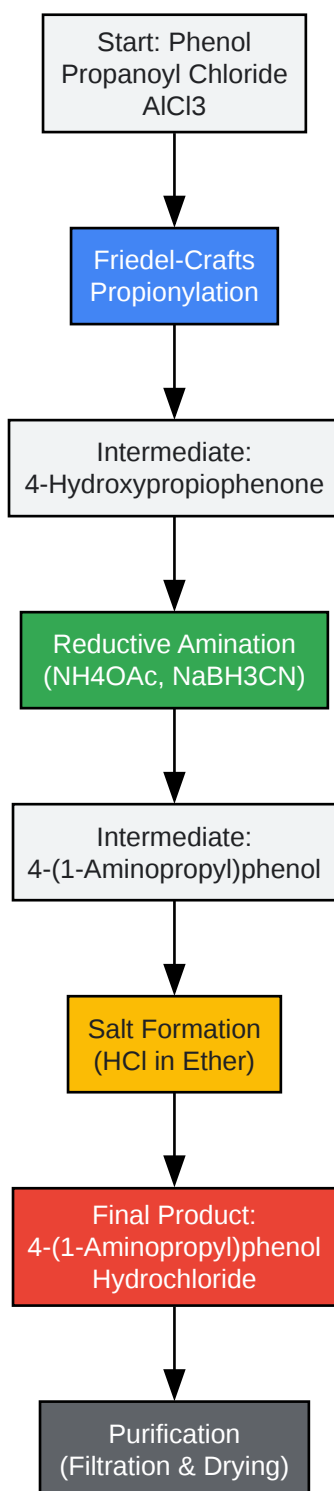 Start: Phenol
Propanoyl Chloride
AlCl3
Friedel-Crafts
Propionylation
Intermediate:
4-Hydroxypropiophenone
Reductive Amination
(NH4OAc, NaBH3CN)
Intermediate:
4-(1-Aminopropyl)phenol
Salt Formation
(HCl in Ether)
Final Product:
4-(1-Aminopropyl)phenol
Hydrochloride
Purification
(Filtration & Drying)